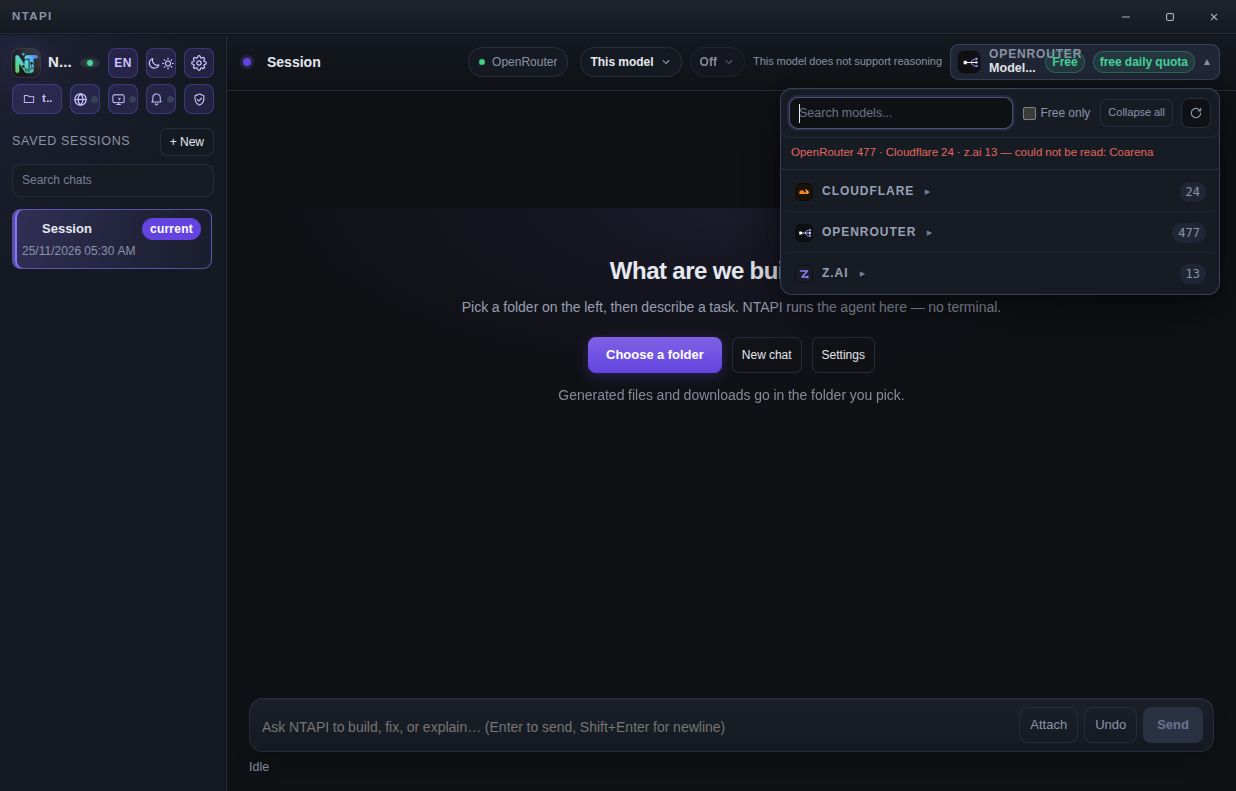 NTAPI
N...
EN
t..
SAVED SESSIONS
+ New
Search chats
Session
current
25/11/2026 05:30 AM
Session
OpenRouter
This model
Off
This model does not support reasoning
OPENROUTER
Model...
Free
free daily quota
Search models...
Free only
Collapse all
OpenRouter 477 · Cloudflare 24 · z.ai 13 — could not be read: Coarena
CLOUDFLARE
24
OPENROUTER
477
Z.AI
13
What are we bui
Pick a folder on the left, then describe a task. NTAPI runs the agent here — no terminal.
Choose a folder
New chat
Settings
Generated files and downloads go in the folder you pick.
Ask NTAPI to build, fix, or explain… (Enter to send, Shift+Enter for newline)
Attach
Undo
Send
Idle